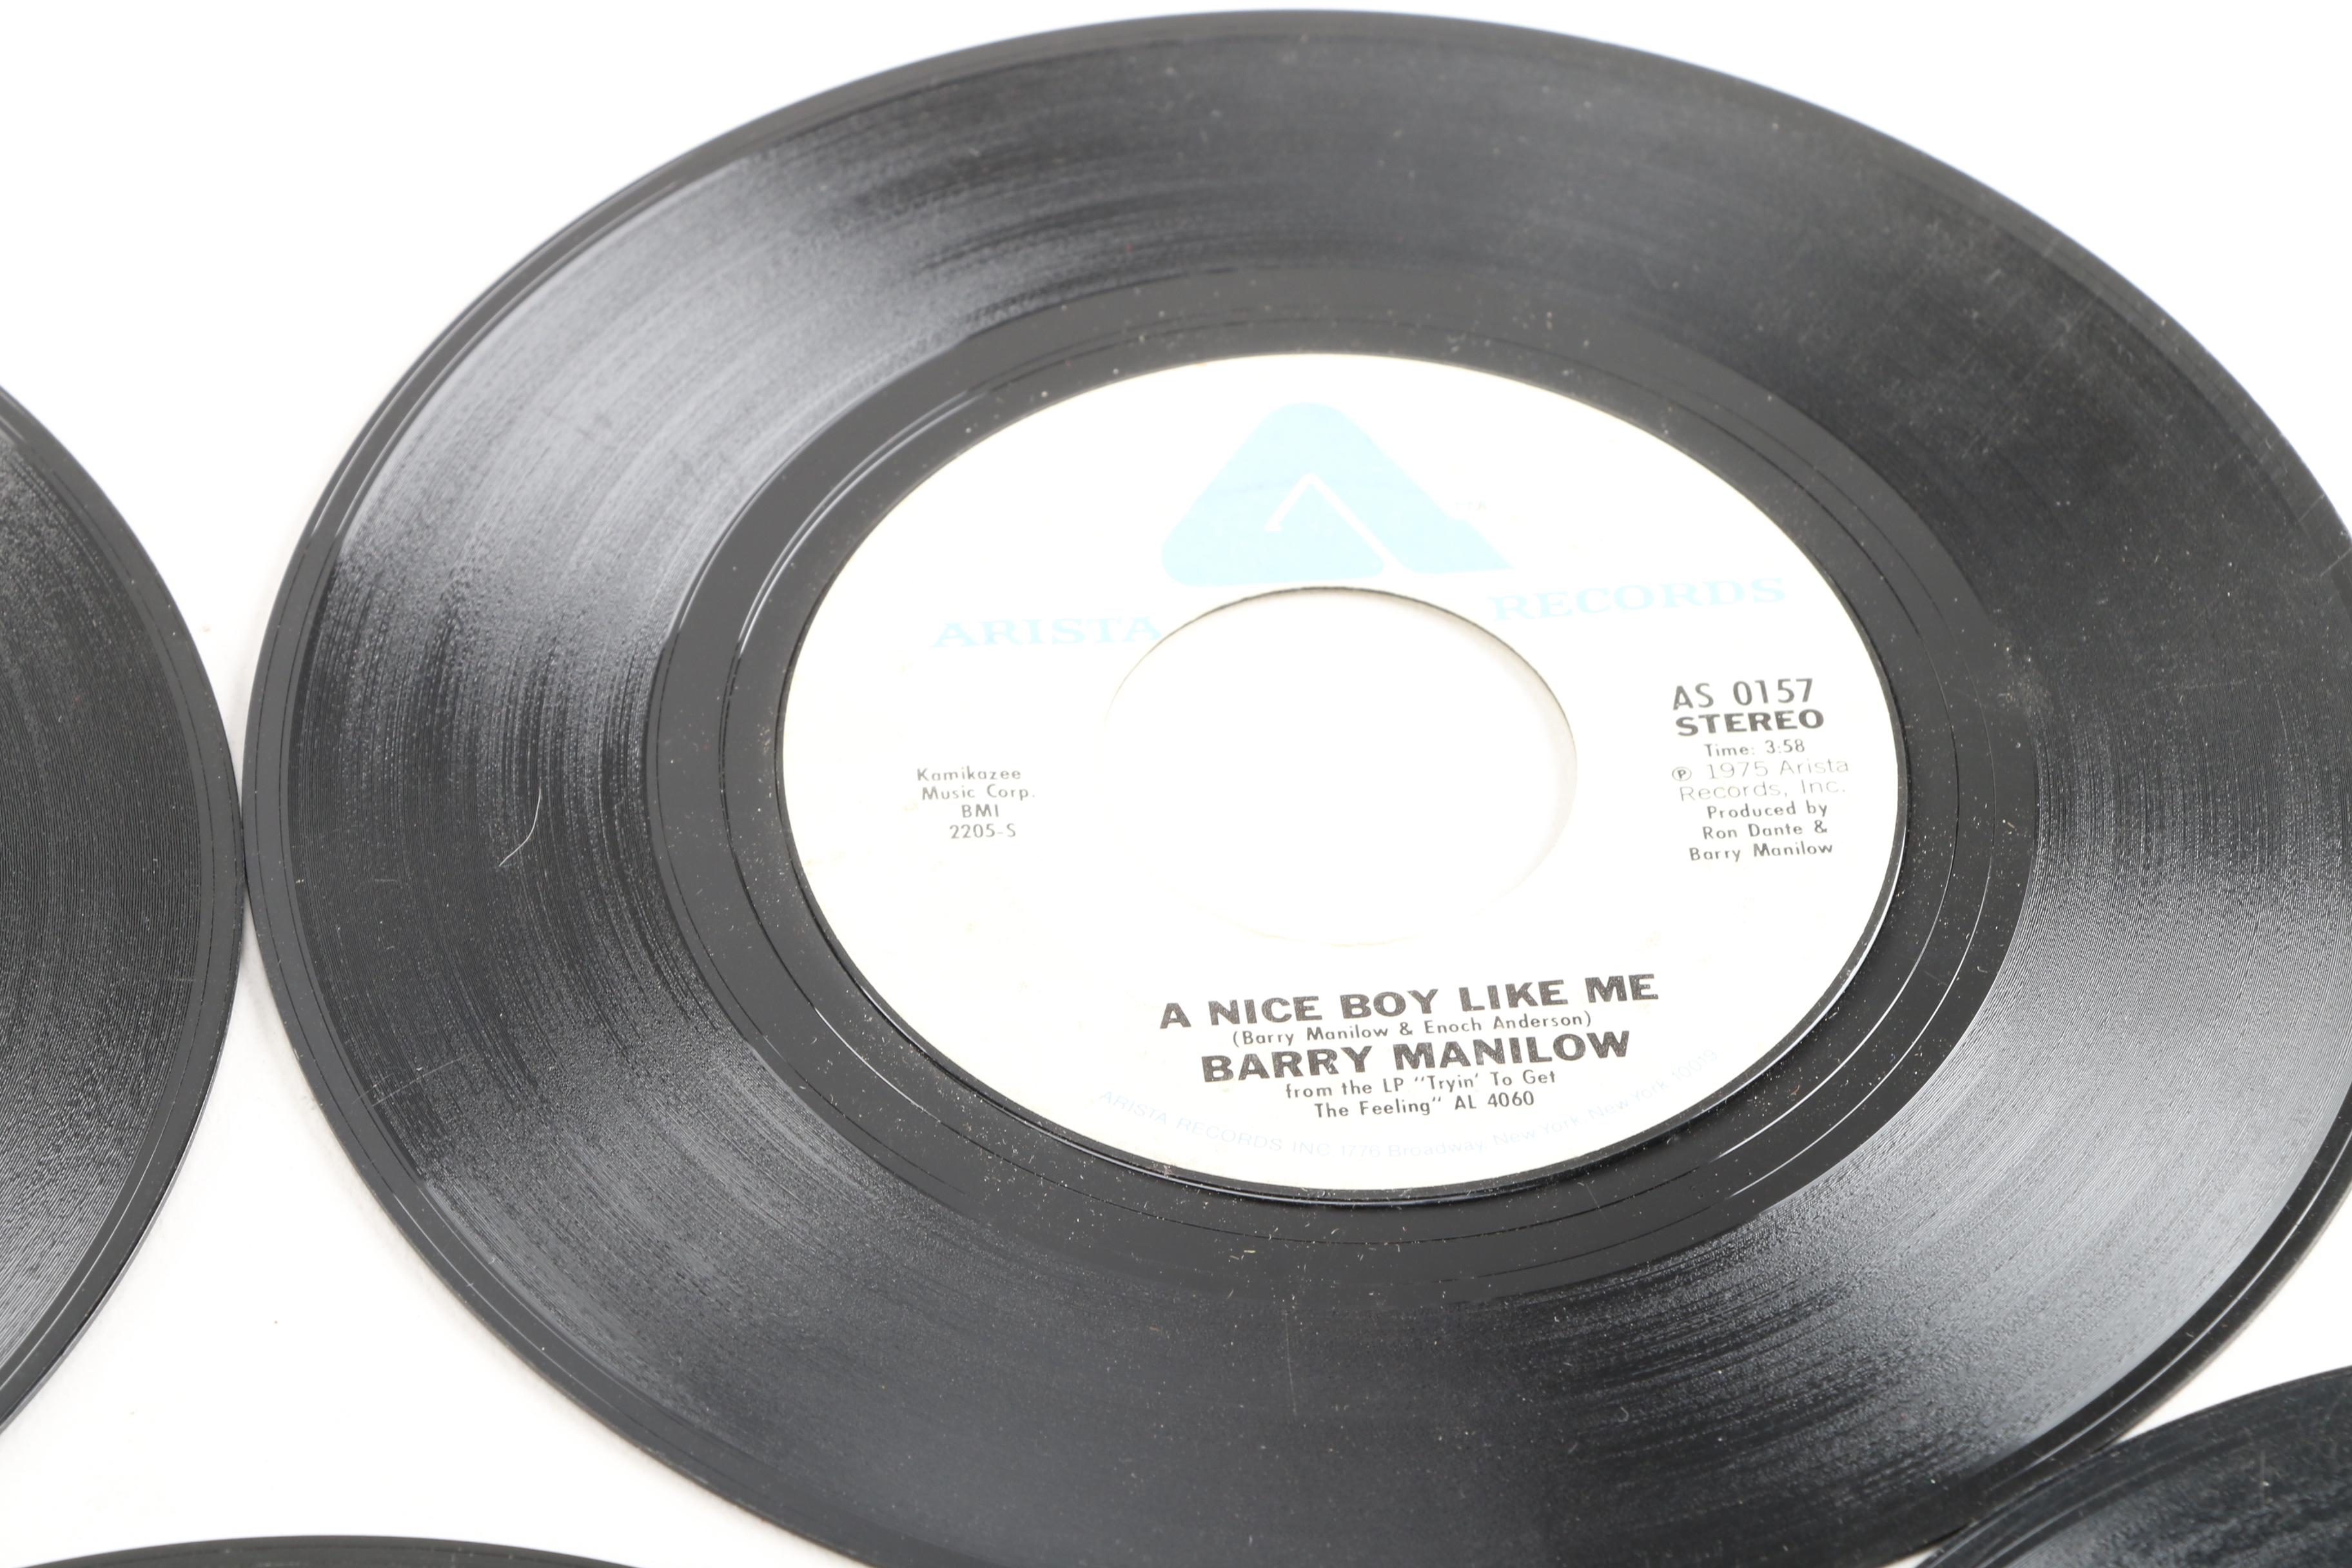 TM
ARISTA RECORDS
AS 0157
STEREO
Time: 3:58
℗ 1975 Arista
Records, Inc.
Produced by
Ron Dante &
Barry Manilow
Kamikazee
Music Corp.
BMI
2205-S
A NICE BOY LIKE ME
(Barry Manilow & Enoch Anderson)
BARRY MANILOW
from the LP "Tryin' To Get
The Feeling" AL 4060
ARISTA RECORDS INC. 1776 Broadway, New York, New York 10019